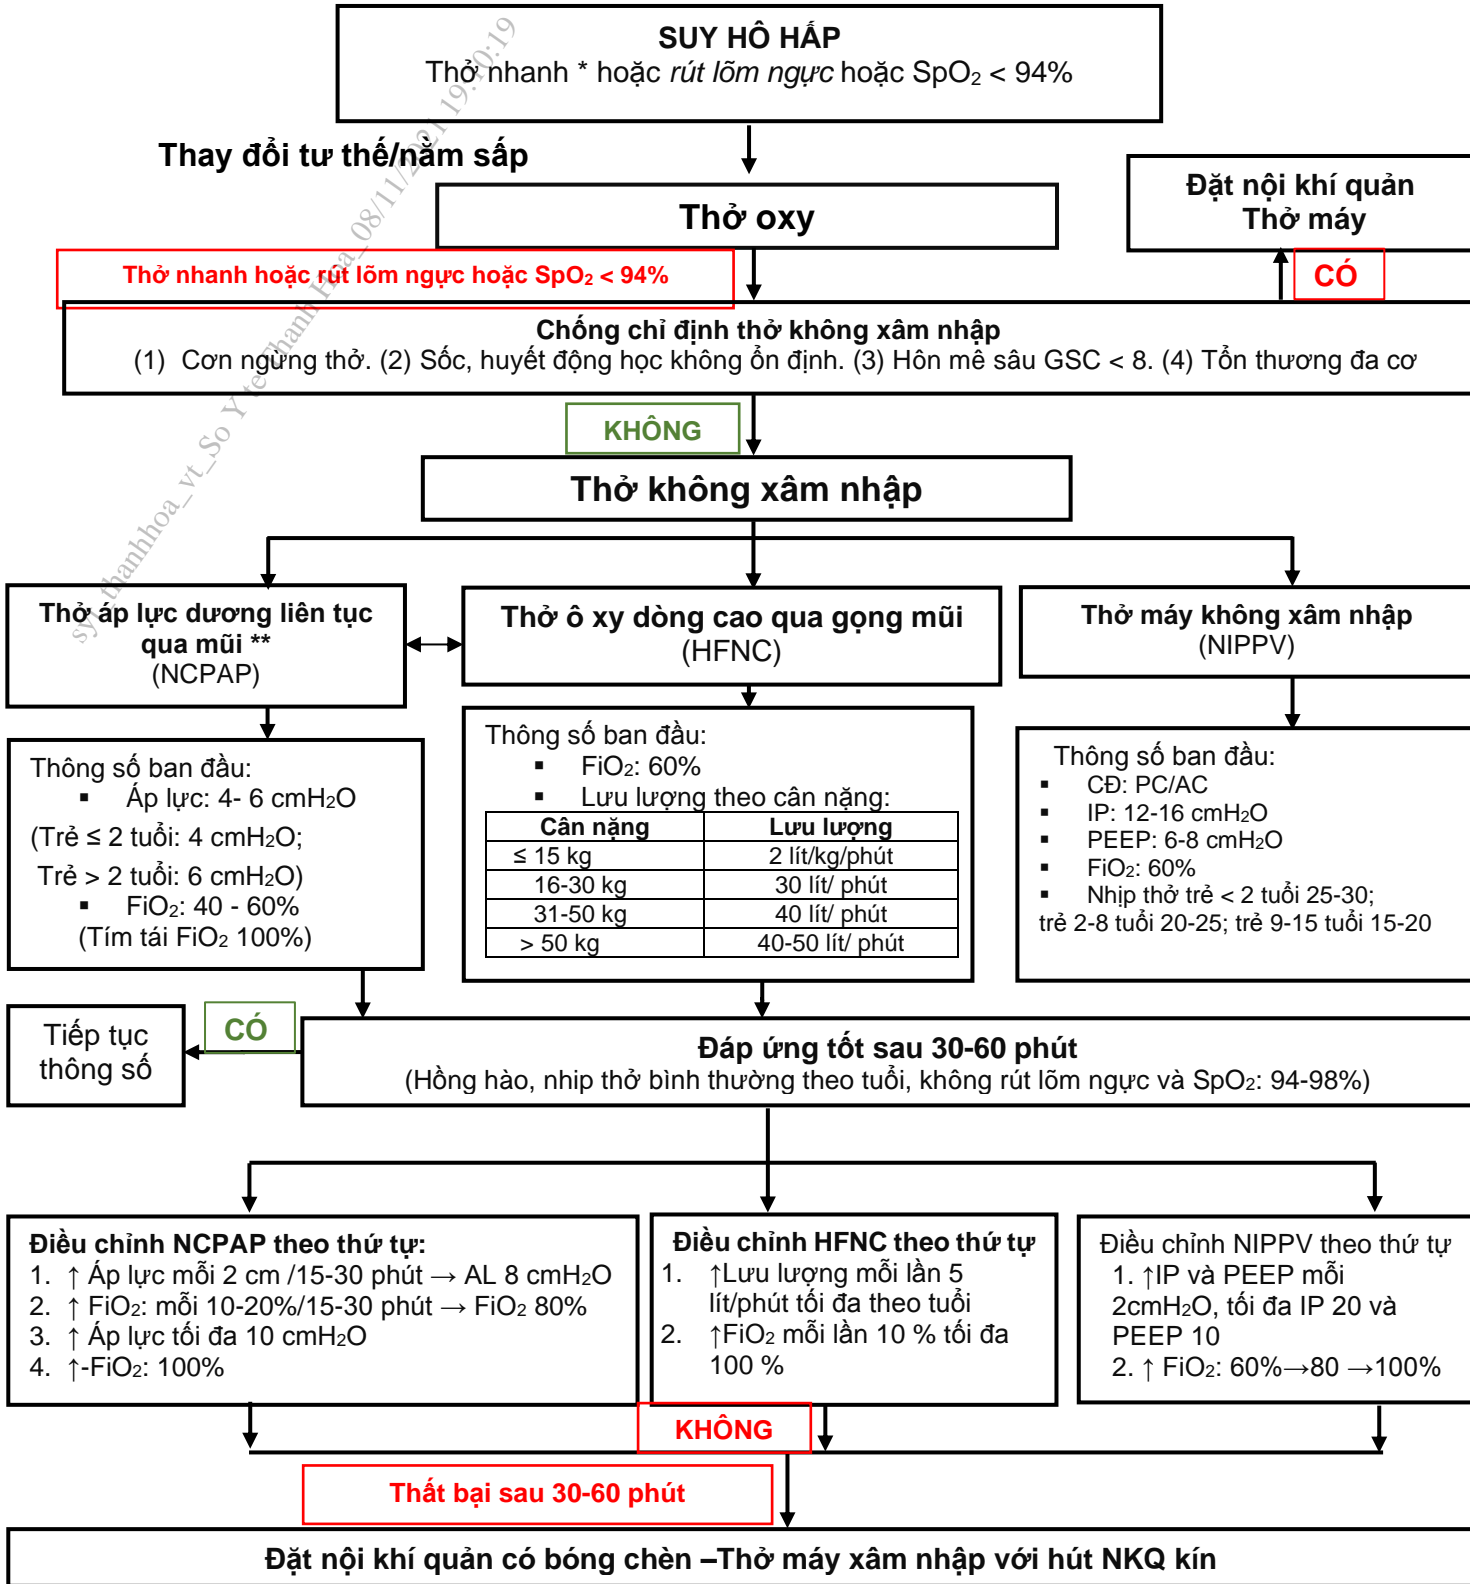 SUY HÔ HẤP
Thở nhanh * hoặc rút lõm ngực hoặc SpO₂ < 94%
Thay đổi tư thế/nằm sấp
Thở oxy
Đặt nội khí quản
Thở máy
Thở nhanh hoặc rút lõm ngực hoặc SpO₂ < 94%
CÓ
Chống chỉ định thở không xâm nhập
(1) Cơn ngừng thở. (2) Sốc, huyết động học không ổn định. (3) Hôn mê sâu GSC < 8. (4) Tổn thương đa cơ
KHÔNG
Thở không xâm nhập
Thở áp lực dương liên tục
qua mũi **
(NCPAP)
Thở ô xy dòng cao qua gọng mũi
(HFNC)
Thở máy không xâm nhập
(NIPPV)
Thông số ban đầu:
▪ Áp lực: 4- 6 cmH₂O
(Trẻ ≤ 2 tuổi: 4 cmH₂O;
Trẻ > 2 tuổi: 6 cmH₂O)
▪ FiO₂: 40 - 60%
(Tím tái FiO₂ 100%)
Thông số ban đầu:
▪ FiO₂: 60%
▪ Lưu lượng theo cân nặng:
Cân nặng Lưu lượng
≤ 15 kg 2 lít/kg/phút
16-30 kg 30 lít/ phút
31-50 kg 40 lít/ phút
> 50 kg 40-50 lít/ phút
Thông số ban đầu:
▪ CĐ: PC/AC
▪ IP: 12-16 cmH₂O
▪ PEEP: 6-8 cmH₂O
▪ FiO₂: 60%
▪ Nhịp thở trẻ < 2 tuổi 25-30;
trẻ 2-8 tuổi 20-25; trẻ 9-15 tuổi 15-20
Tiếp tục
thông số
CÓ
Đáp ứng tốt sau 30-60 phút
(Hồng hào, nhip thở bình thường theo tuổi, không rút lõm ngực và SpO₂: 94-98%)
Điều chỉnh NCPAP theo thứ tự:
1. ↑ Áp lực mỗi 2 cm /15-30 phút → AL 8 cmH₂O
2. ↑ FiO₂: mỗi 10-20%/15-30 phút → FiO₂ 80%
3. ↑ Áp lực tối đa 10 cmH₂O
4. ↑-FiO₂: 100%
Điều chỉnh HFNC theo thứ tự
1. ↑Lưu lượng mỗi lần 5
lít/phút tối đa theo tuổi
2. ↑FiO₂ mỗi lần 10 % tối đa
100 %
Điều chỉnh NIPPV theo thứ tự
1. ↑IP và PEEP mỗi
2cmH₂O, tối đa IP 20 và
PEEP 10
2. ↑ FiO₂: 60%→80 →100%
KHÔNG
Thất bại sau 30-60 phút
Đặt nội khí quản có bóng chèn –Thở máy xâm nhập với hút NKQ kín
syt_thanhhoa_vt_So Y te Thanh Hoa_08/11/2021 19:10:19